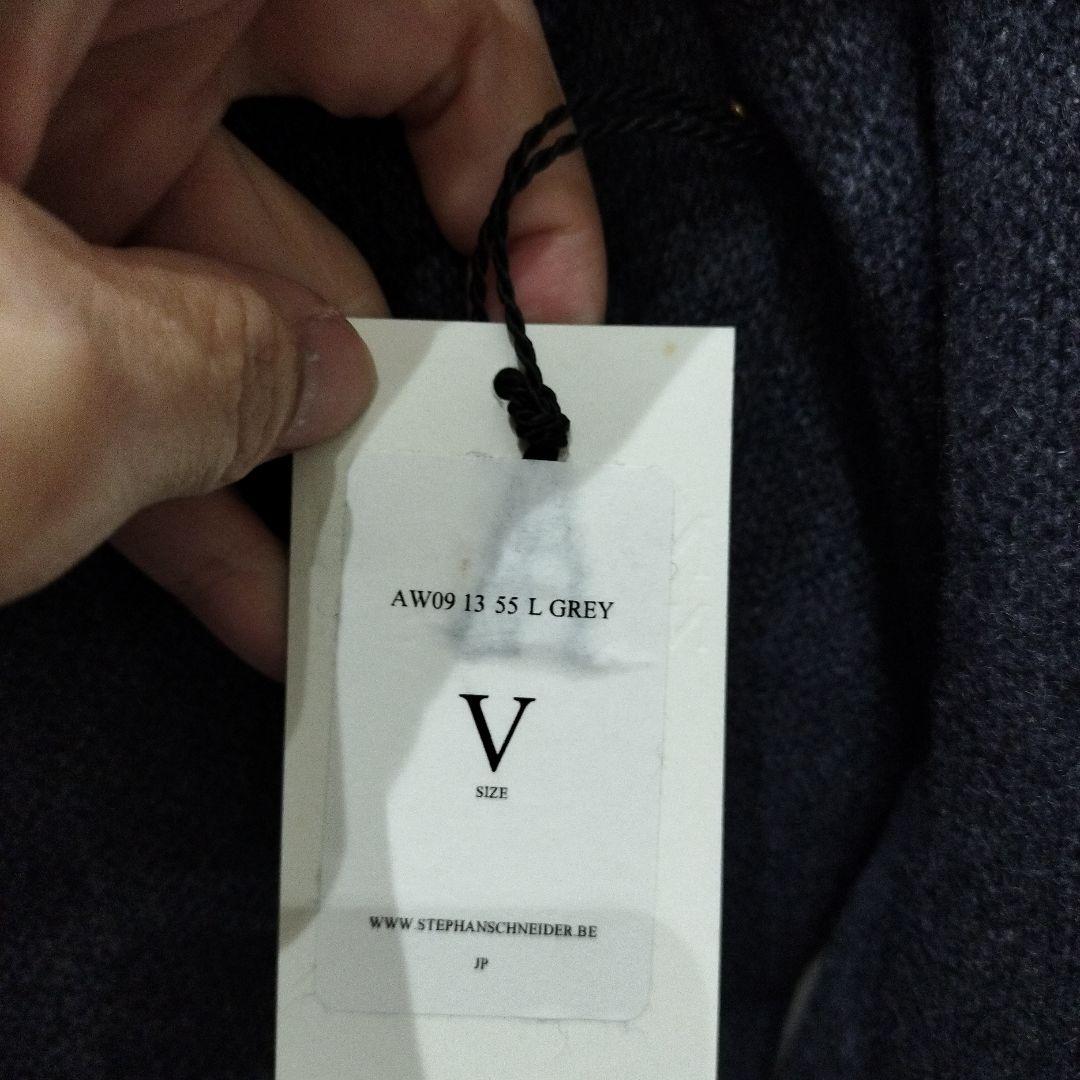 AW09 13 55 L GREY
V
SIZE
WWW.STEPHANSCHNEIDER.BE
JP